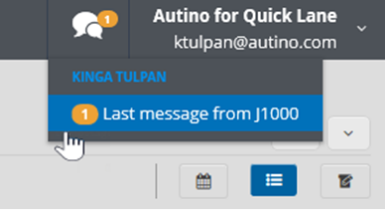 1
Autino for Quick Lane
ktulpan@autino.com
KINGA TULPAN
1 Last message from J1000